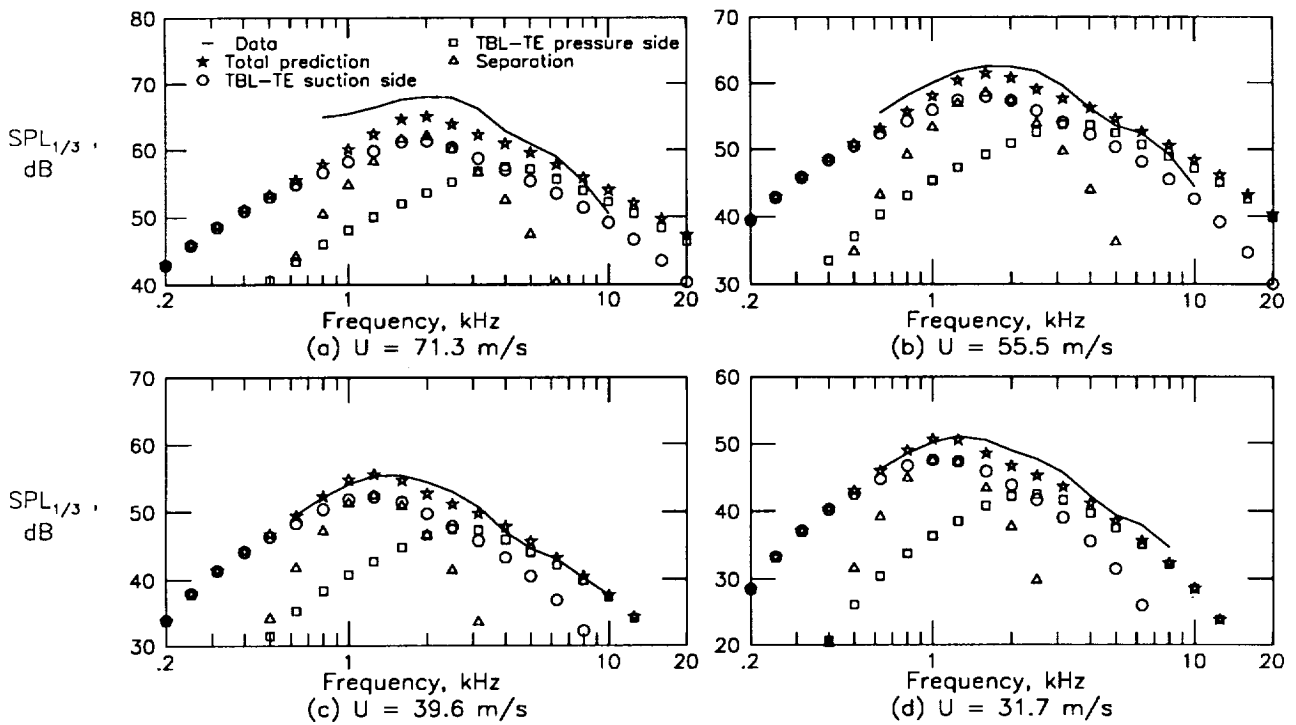 80
70
60
50
40
SPL1/3 ,
dB
— Data
★ Total prediction
○ TBL–TE suction side
□ TBL–TE pressure side
△ Separation
.2 1 10 20
Frequency, kHz
(a) U = 71.3 m/s
70
60
50
40
30
.2 1 10 20
Frequency, kHz
(b) U = 55.5 m/s
SPL1/3 ,
dB
70
60
50
40
30
.2 1 10 20
Frequency, kHz
(c) U = 39.6 m/s
60
50
40
30
20
.2 1 10 20
Frequency, kHz
(d) U = 31.7 m/s